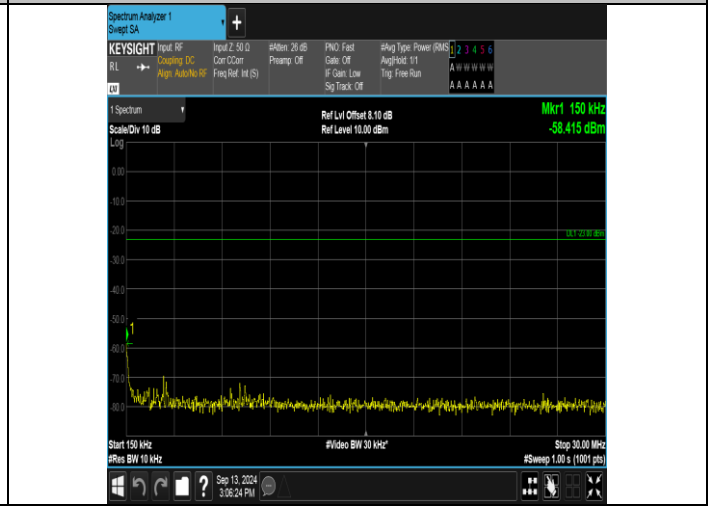 Spectrum Analyzer 1
Swept SA
+
KEYSIGHT
RL
Input: RF
Coupling: DC
Align: Auto/No RF
Input Z: 50 Ω
Corr CCorr
Freq Ref: Int (S)
#Atten: 26 dB
Preamp: Off
PNO: Fast
Gate: Off
IF Gain: Low
Sig Track: Off
#Avg Type: Power (RMS
Avg|Hold: 1/1
Trig: Free Run
1 2 3 4 5 6
A W W W W W
A A A A A A
LXI
1 Spectrum
Scale/Div 10 dB
Ref Lvl Offset 8.10 dB
Ref Level 10.00 dBm
Mkr1 150 kHz
-58.415 dBm
Log
0.00
-10.0
-20.0
DL1 -23.00 dBm
-30.0
-40.0
-50.0
1
-60.0
-70.0
-80.0
Start 150 kHz
#Res BW 10 kHz
#Video BW 30 kHz*
Stop 30.00 MHz
#Sweep 1.00 s (1001 pts)
?
Sep 13, 2024
3:06:24 PM